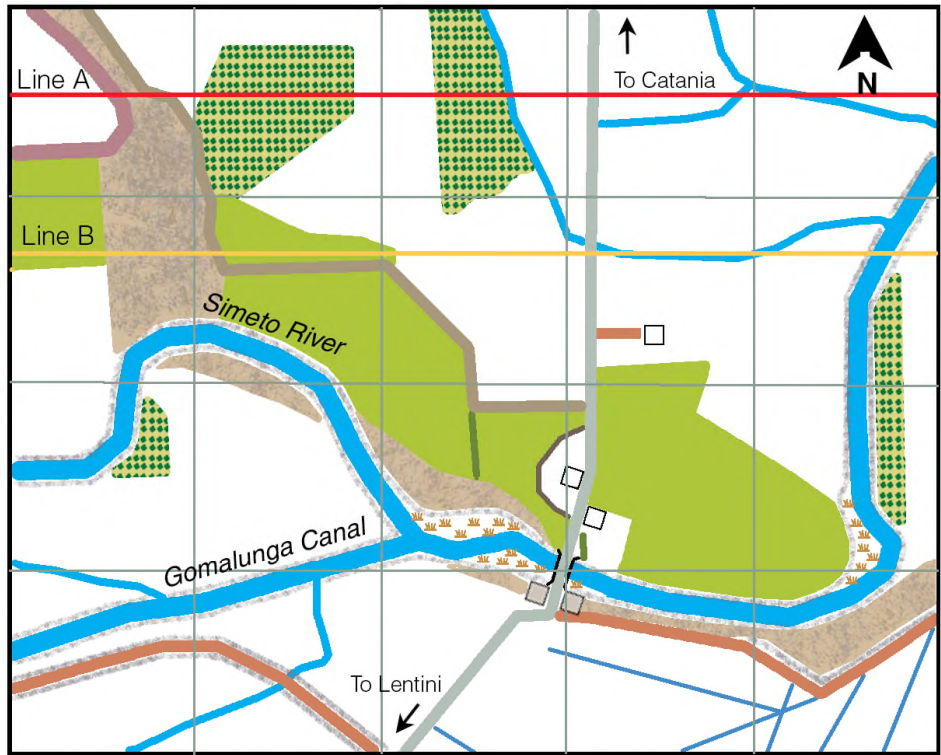 Line A
To Catania
N
Line B
Simeto River
Gomalunga Canal
To Lentini